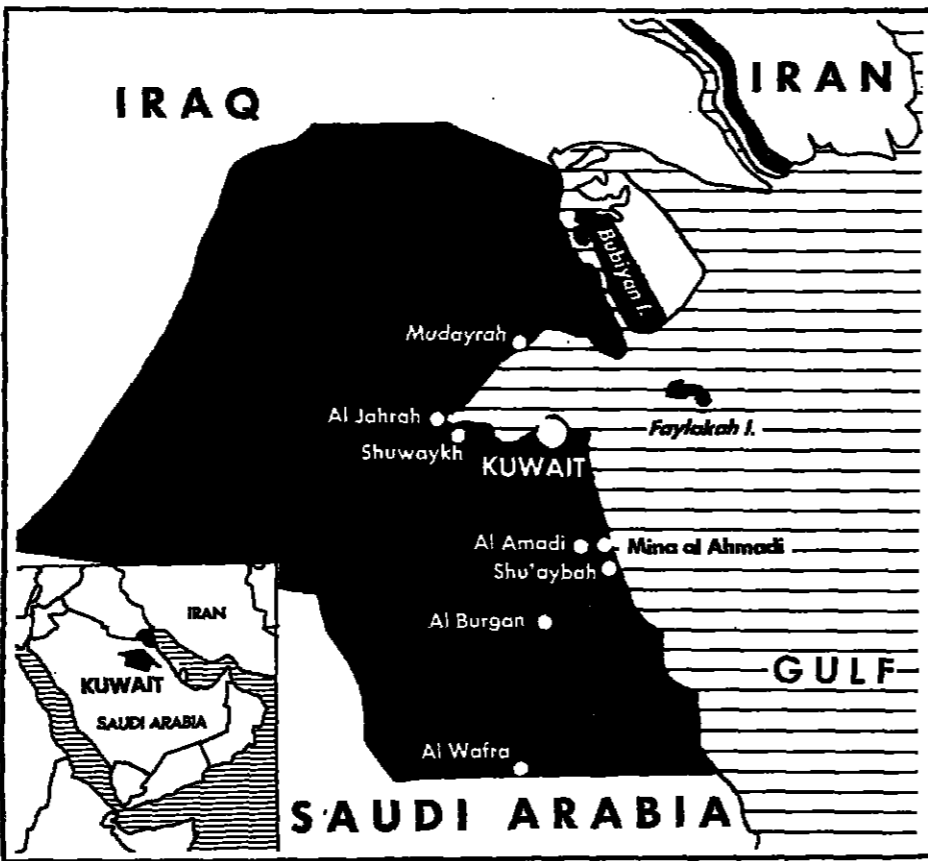 IRAQ
IRAN
Bubiyan I.
Mudayrah
Al Jahrah
Faylakah I.
Shuwaykh
KUWAIT
Al Amadi
Mina al Ahmadi
Shu'aybah
Al Burgan
GULF
Al Wafra
SAUDI ARABIA
IRAN
KUWAIT
SAUDI ARABIA